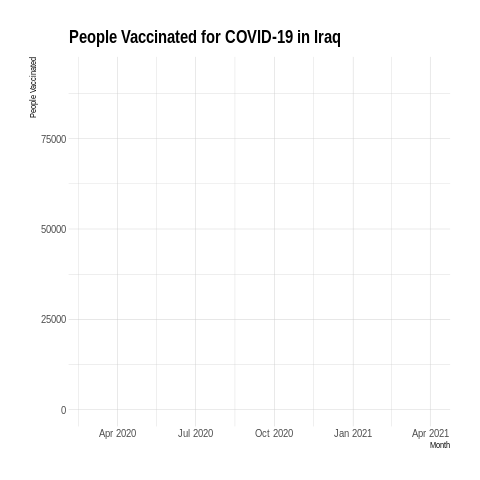 People Vaccinated for COVID-19 in Iraq
People Vaccinated
75000
50000
25000
0
Apr 2020 Jul 2020 Oct 2020 Jan 2021 Apr 2021
Month